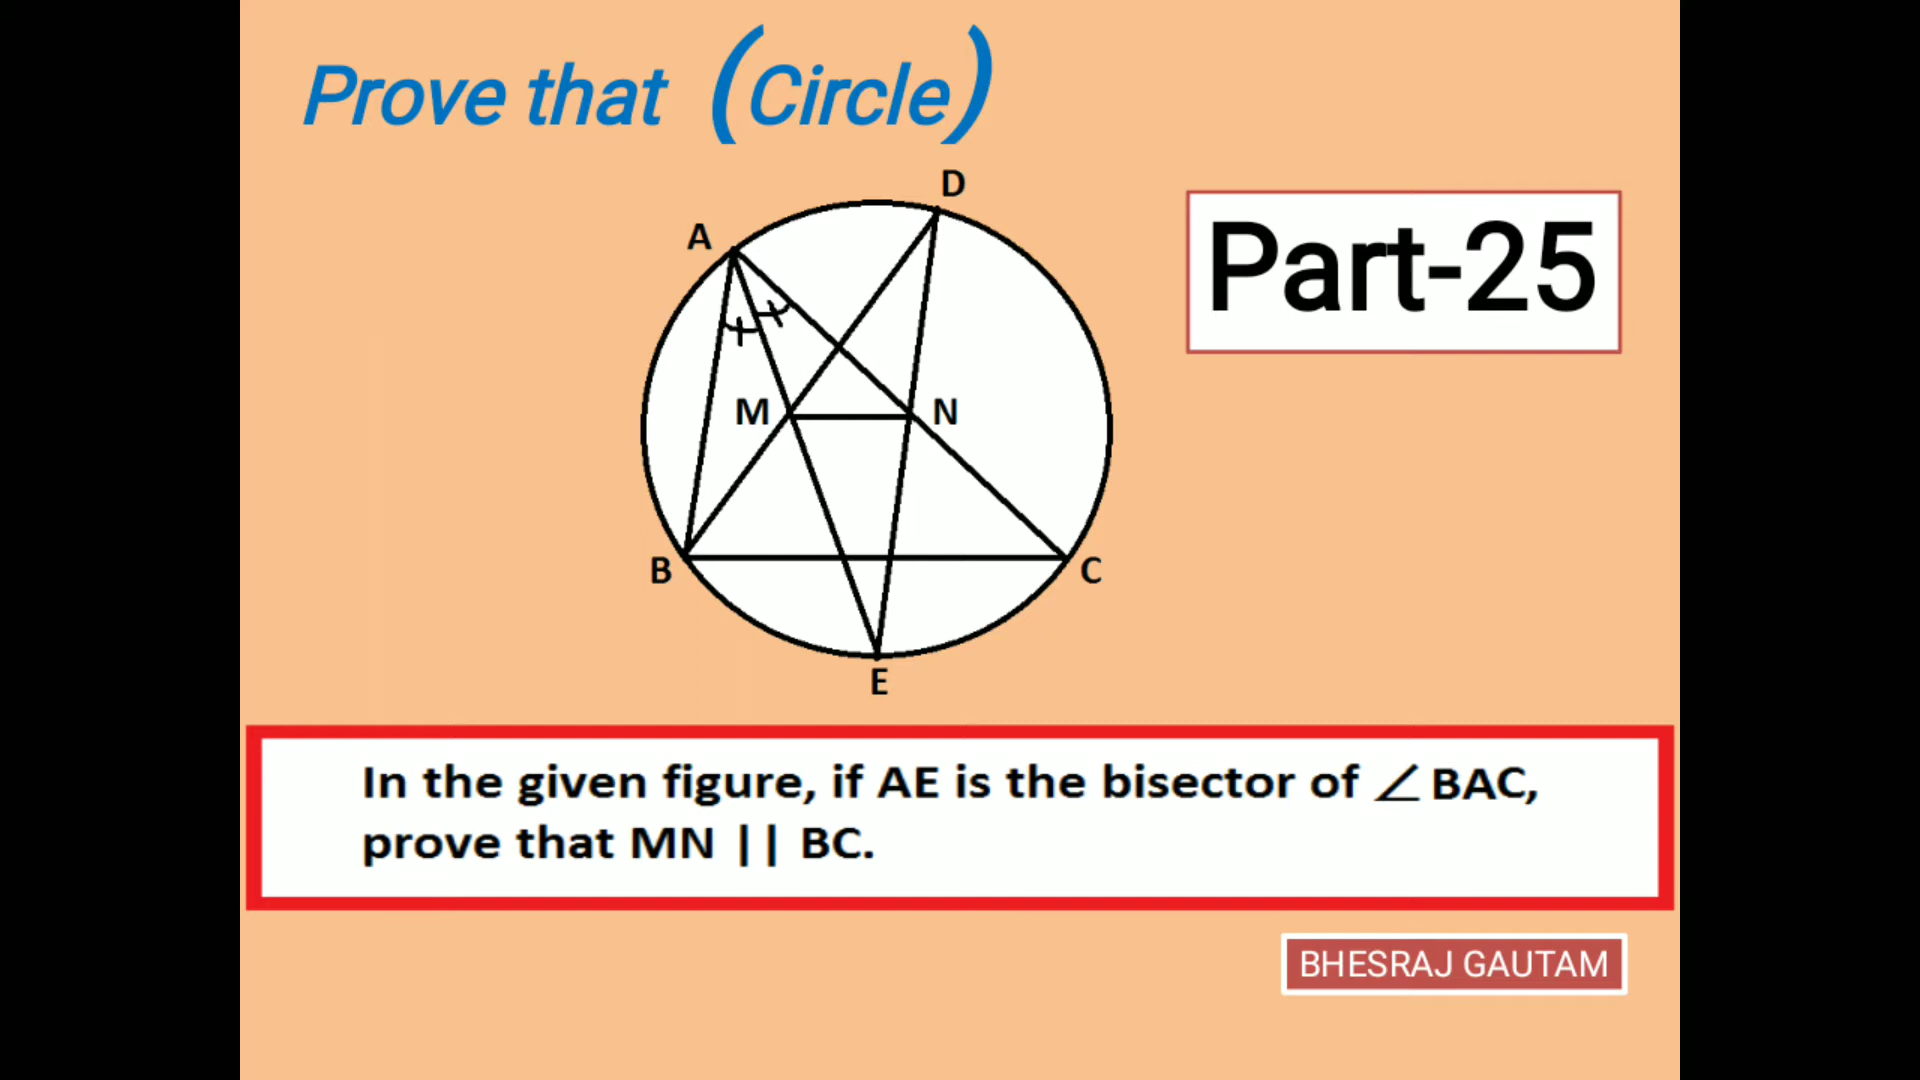 Prove that (Circle)
D
A
Part-25
M
N
B
C
E
In the given figure, if AE is the bisector of ∠BAC,
prove that MN || BC.
BHESRAJ GAUTAM